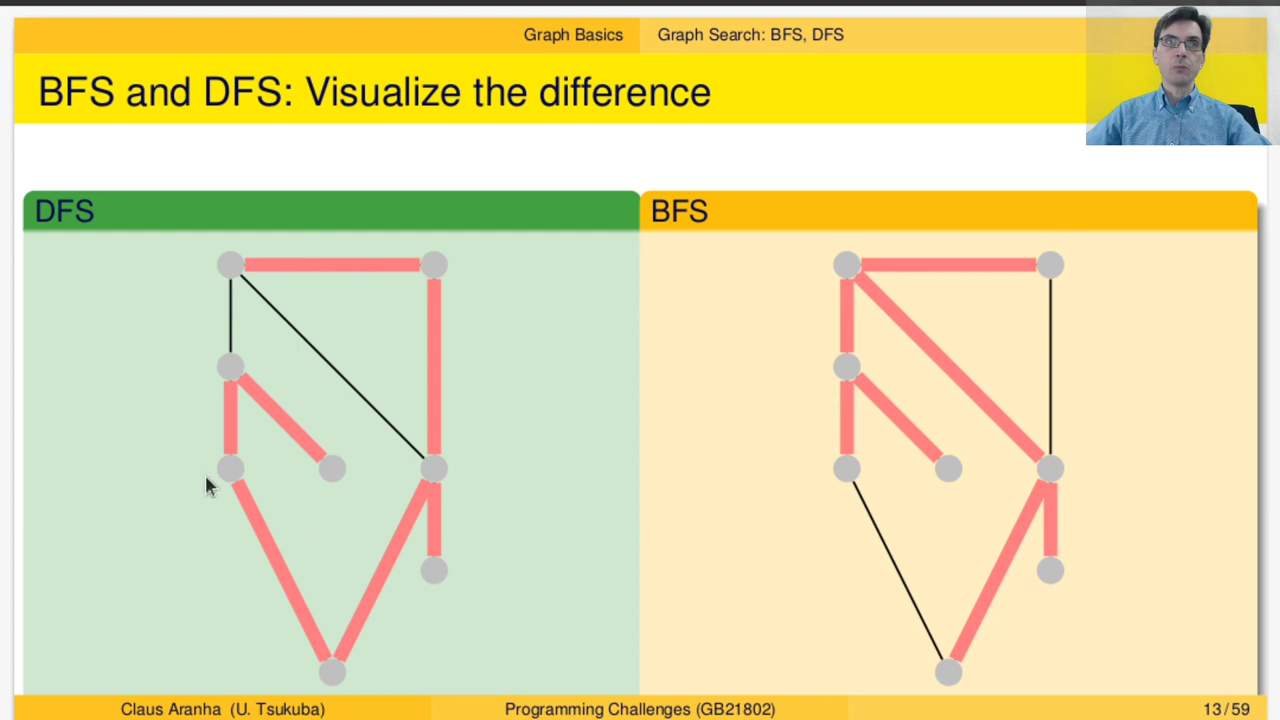 Graph Basics
Graph Search: BFS, DFS
BFS and DFS: Visualize the difference
DFS
BFS
Claus Aranha (U. Tsukuba)
Programming Challenges (GB21802)
13/59